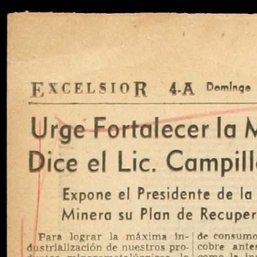 EXCELSIOR 4-A Domingo
Urge Fortalecer la M
Dice el Lic. Campill
Expone el Presidente de la
Minera su Plan de Recuper
Para lograr la máxima in-
dustrialización de nuestros pro-
de consumo
cobre ante